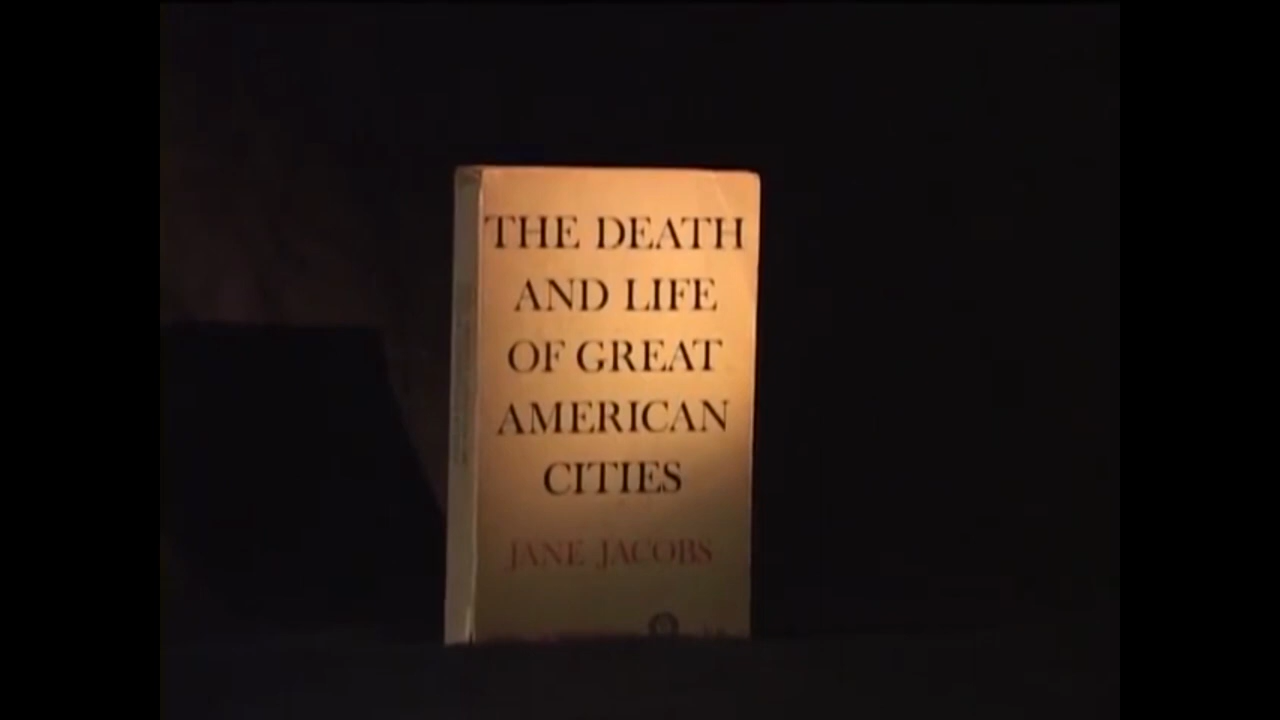 THE DEATH
AND LIFE
OF GREAT
AMERICAN
CITIES
JANE JACOBS